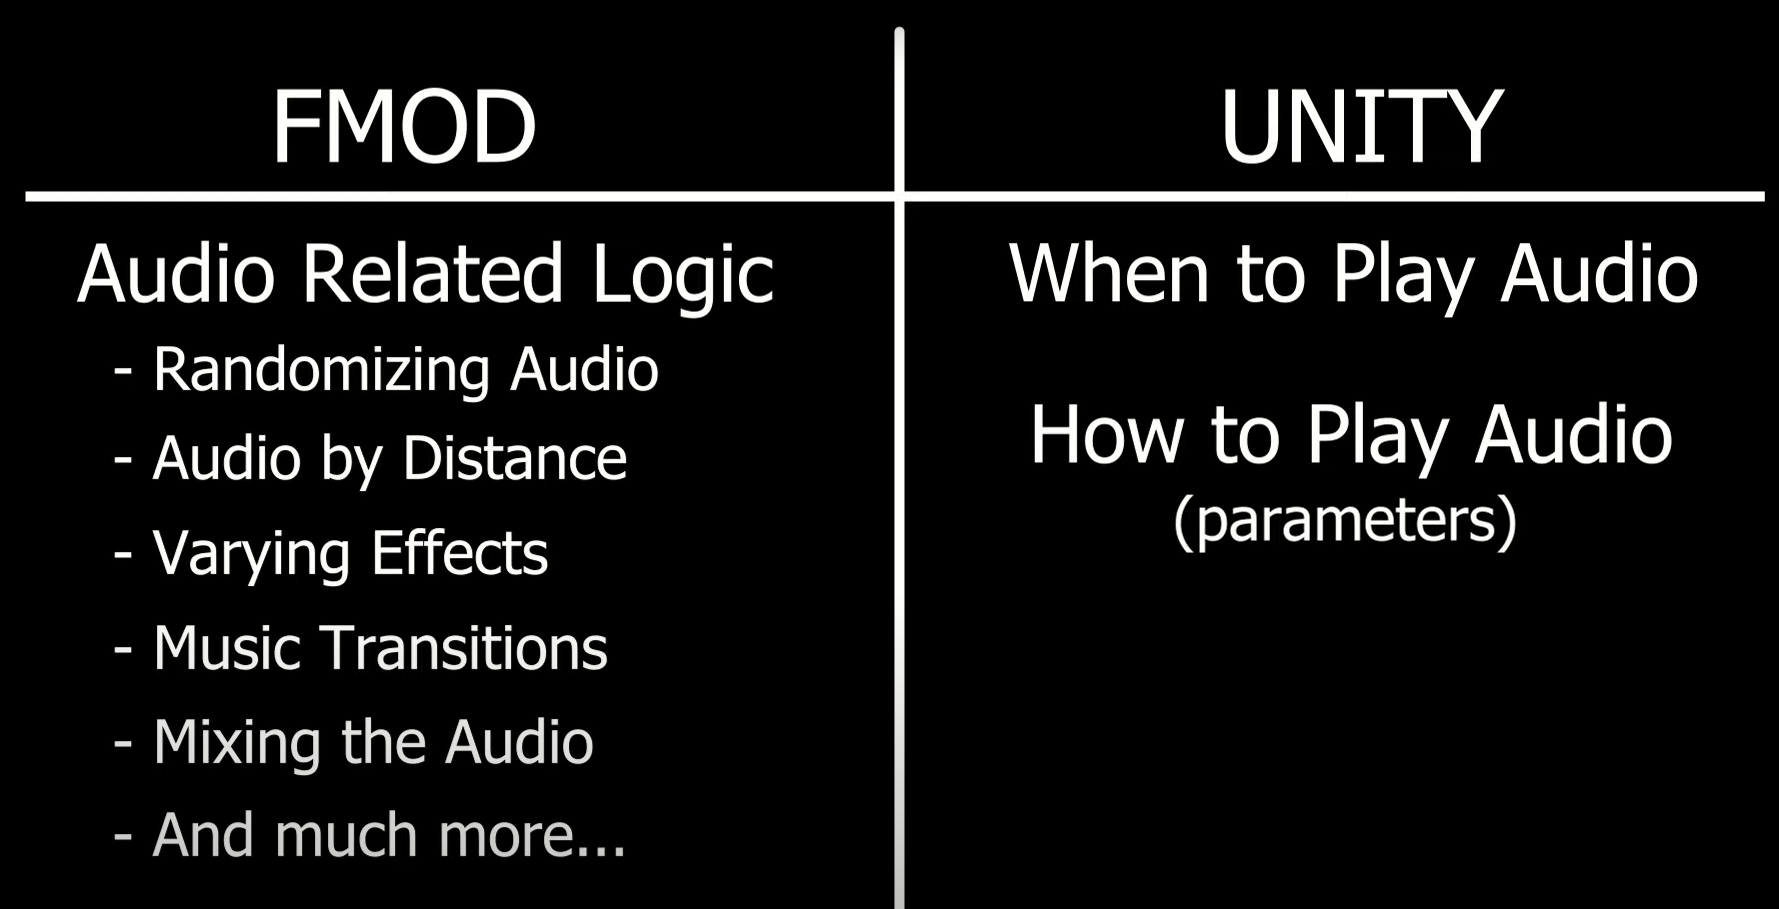 FMOD
Audio Related Logic
- Randomizing Audio
- Audio by Distance
- Varying Effects
- Music Transitions
- Mixing the Audio
- And much more...
UNITY
When to Play Audio
How to Play Audio
(parameters)